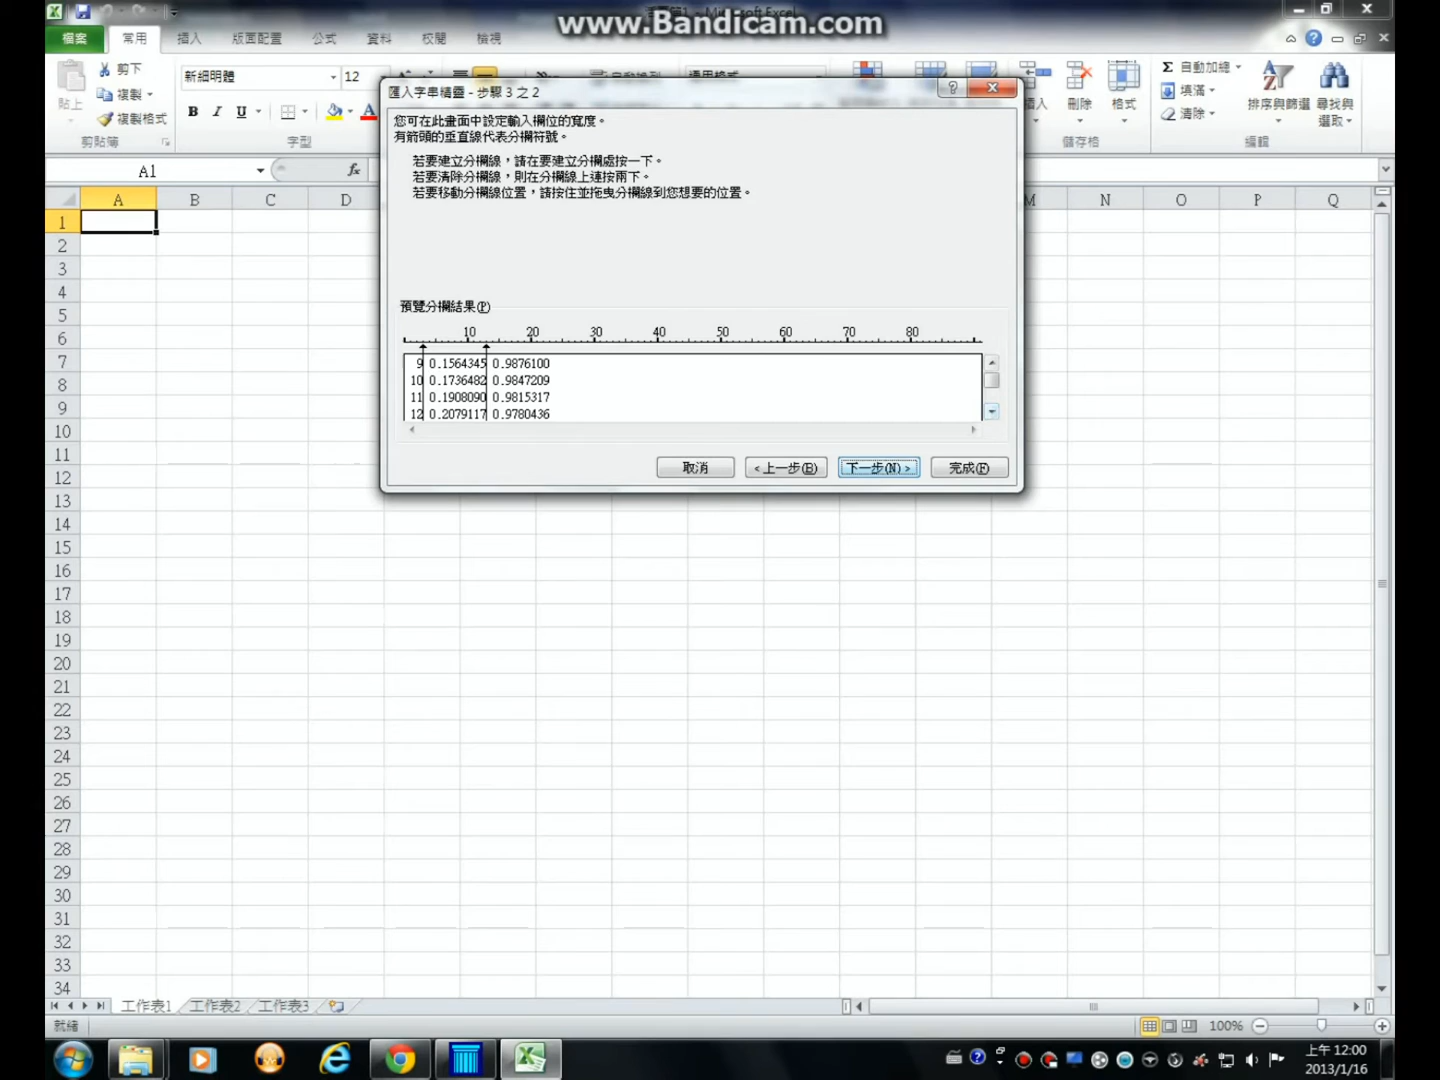 www.Bandicam.com
檔案 常用 插入 版面配置 公式 資料 校閱 檢視
貼上
剪下
複製
複製格式
剪貼簿
新細明體 12
B I U
字型
刪除 格式
儲存格
Σ 自動加總
填滿
清除
排序與篩選 尋找與
選取
編輯
A1 fx
匯入字串精靈 - 步驟 3 之 2
您可在此畫面中設定輸入欄位的寬度。
有箭頭的垂直線代表分欄符號。
若要建立分欄線，請在要建立分欄處按一下。
若要清除分欄線，則在分欄線上連按兩下。
若要移動分欄線位置，請按住並拖曳分欄線到您想要的位置。
預覽分欄結果(P)
10 20 30 40 50 60 70 80
9 0.1564345 0.9876100
10 0.1736482 0.9847209
11 0.1908090 0.9815317
12 0.2079117 0.9780436
取消 <上一步(B) 下一步(N)> 完成(F)
A B C D M N O P Q
1
2
3
4
5
6
7
8
9
10
11
12
13
14
15
16
17
18
19
20
21
22
23
24
25
26
27
28
29
30
31
32
33
34
工作表1 工作表2 工作表3
就緒 100%
上午 12:00
2013/1/16